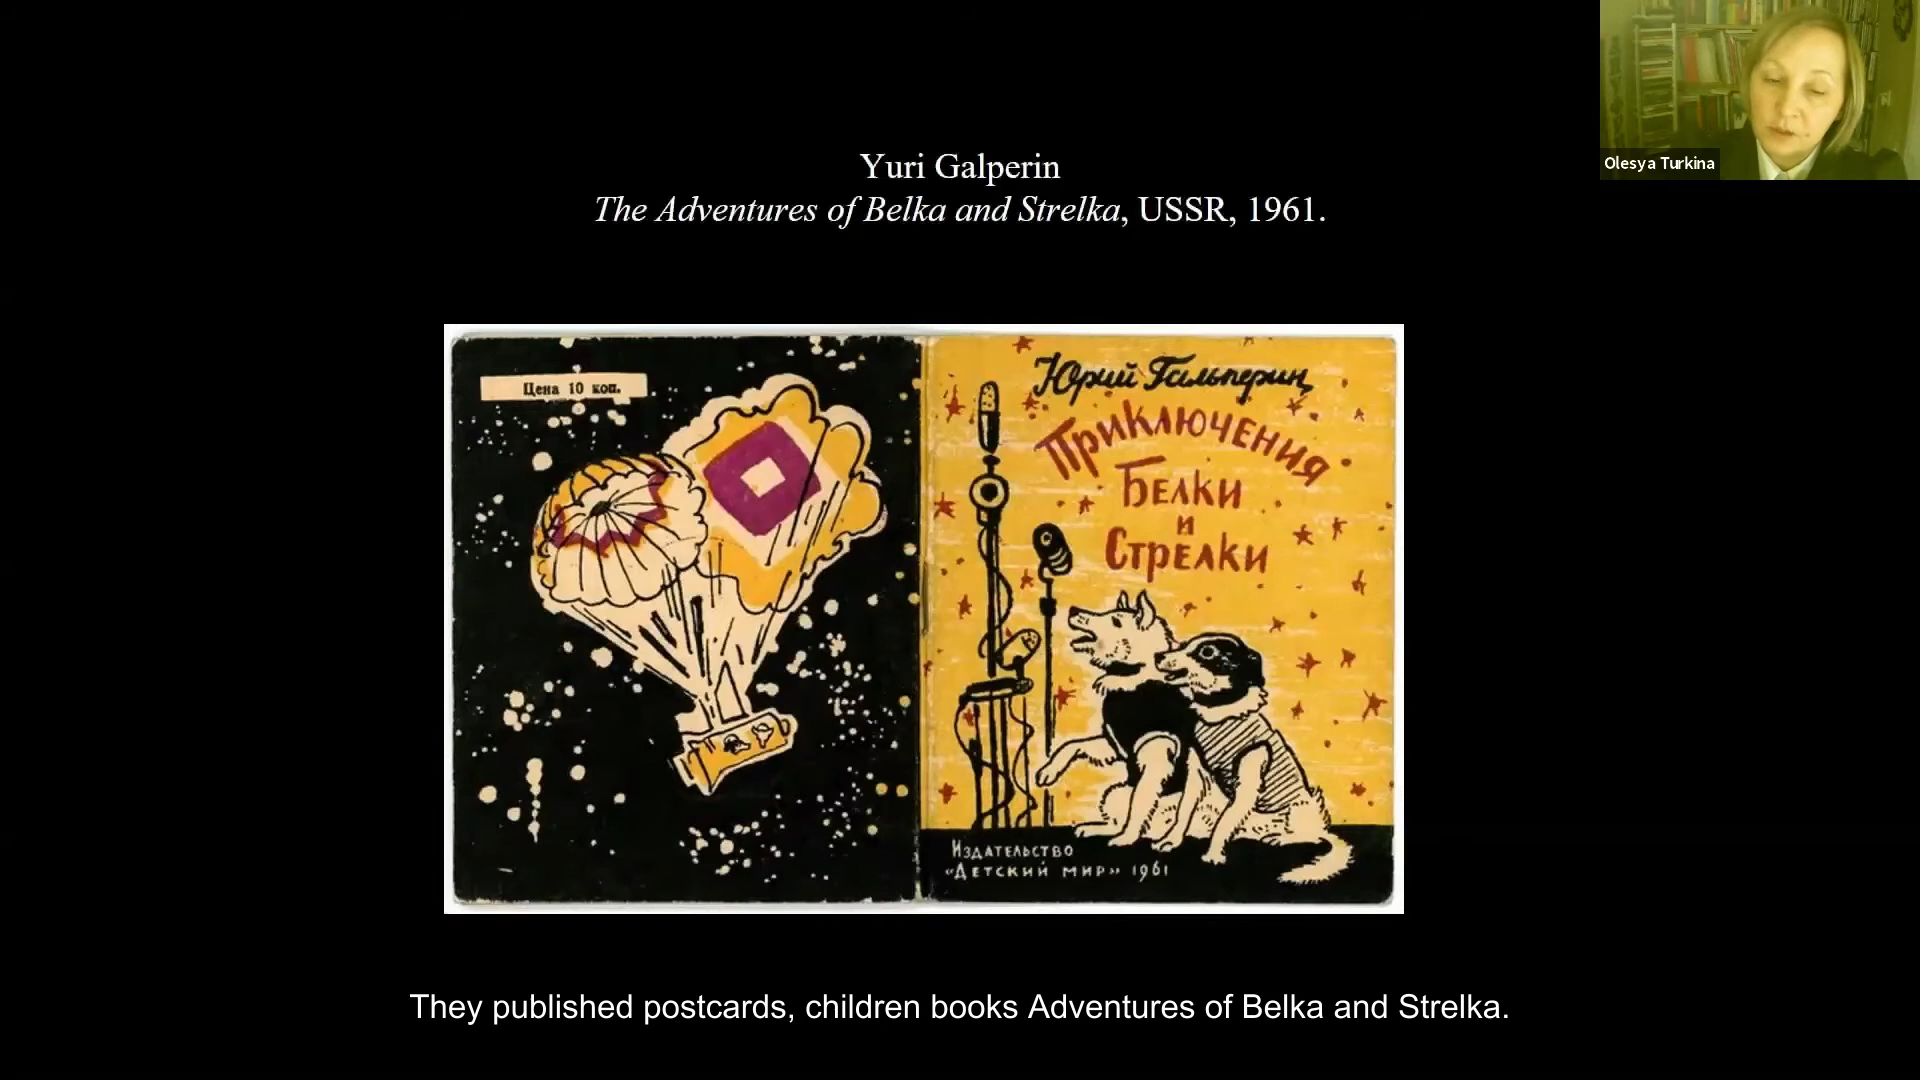 Yuri Galperin
The Adventures of Belka and Strelka, USSR, 1961.
Olesya Turkina
Цена 10 коп.
Юрий Гальперин
Приключения
Белки
и
Стрелки
Издательство
«Детский мир» 1961
They published postcards, children books Adventures of Belka and Strelka.